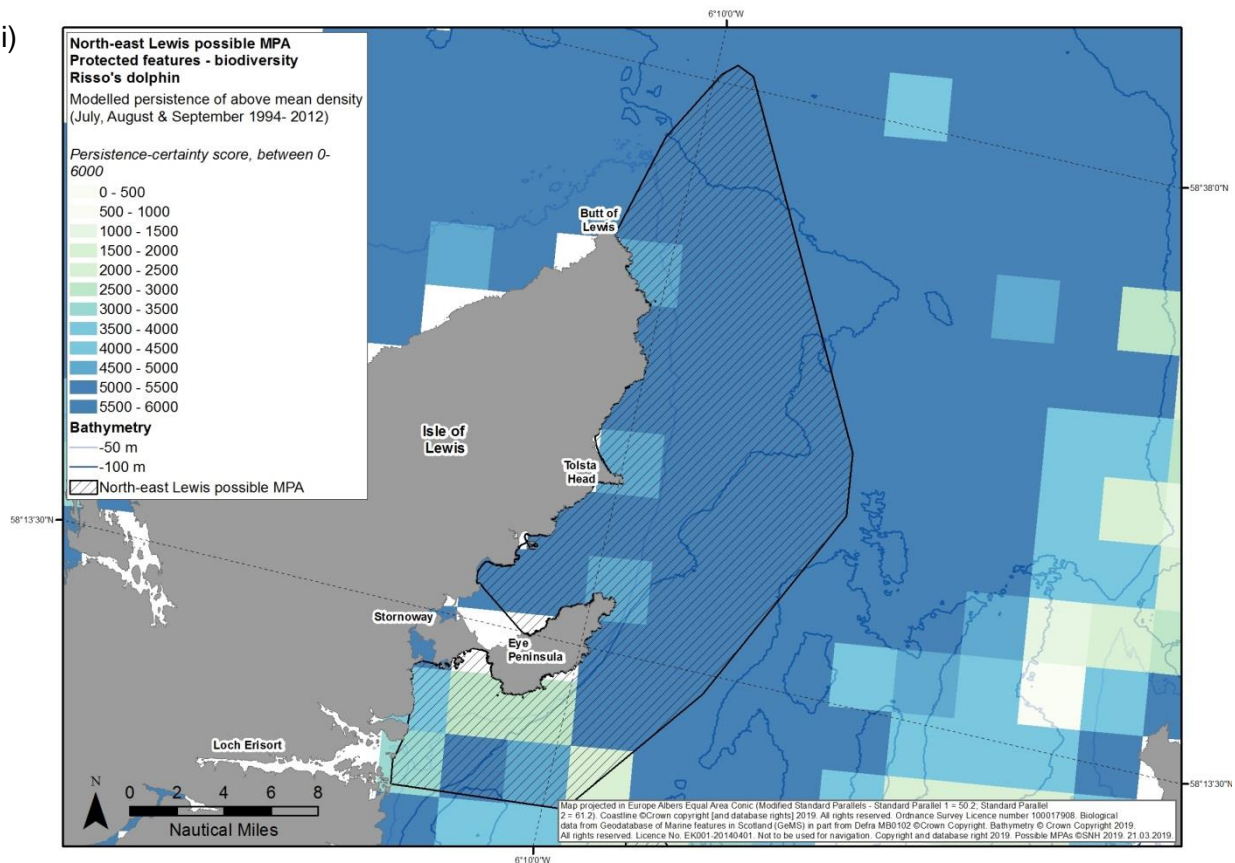 i)
6°10'0"W
North-east Lewis possible MPA
Protected features - biodiversity
Risso's dolphin
Modelled persistence of above mean density
(July, August & September 1994- 2012)
Persistence-certainty score, between 0-
6000
0 - 500
500 - 1000
1000 - 1500
1500 - 2000
2000 - 2500
2500 - 3000
3000 - 3500
3500 - 4000
4000 - 4500
4500 - 5000
5000 - 5500
5500 - 6000
Bathymetry
-50 m
-100 m
North-east Lewis possible MPA
58°38'0"N
Butt of
Lewis
Isle of
Lewis
Tolsta
Head
58°13'30"N
Stornoway
Eye
Peninsula
Loch Erisort
N
0 2 4 6 8
Nautical Miles
58°13'30"N
Map projected in Europe Albers Equal Area Conic (Modified Standard Parallels - Standard Parallel 1 = 50.2; Standard Parallel
2 = 61.2). Coastline ©Crown copyright [and database rights] 2019. All rights reserved. Ordnance Survey Licence number 100017908. Biological
data from Geodatabase of Marine features in Scotland (GeMS) in part from Defra MB0102 ©Crown Copyright. Bathymetry © Crown Copyright 2019.
All rights reserved. Licence No. EK001-20140401. Not to be used for navigation. Copyright and database right 2019. Possible MPAs ©SNH 2019. 21.03.2019.
6°10'0"W